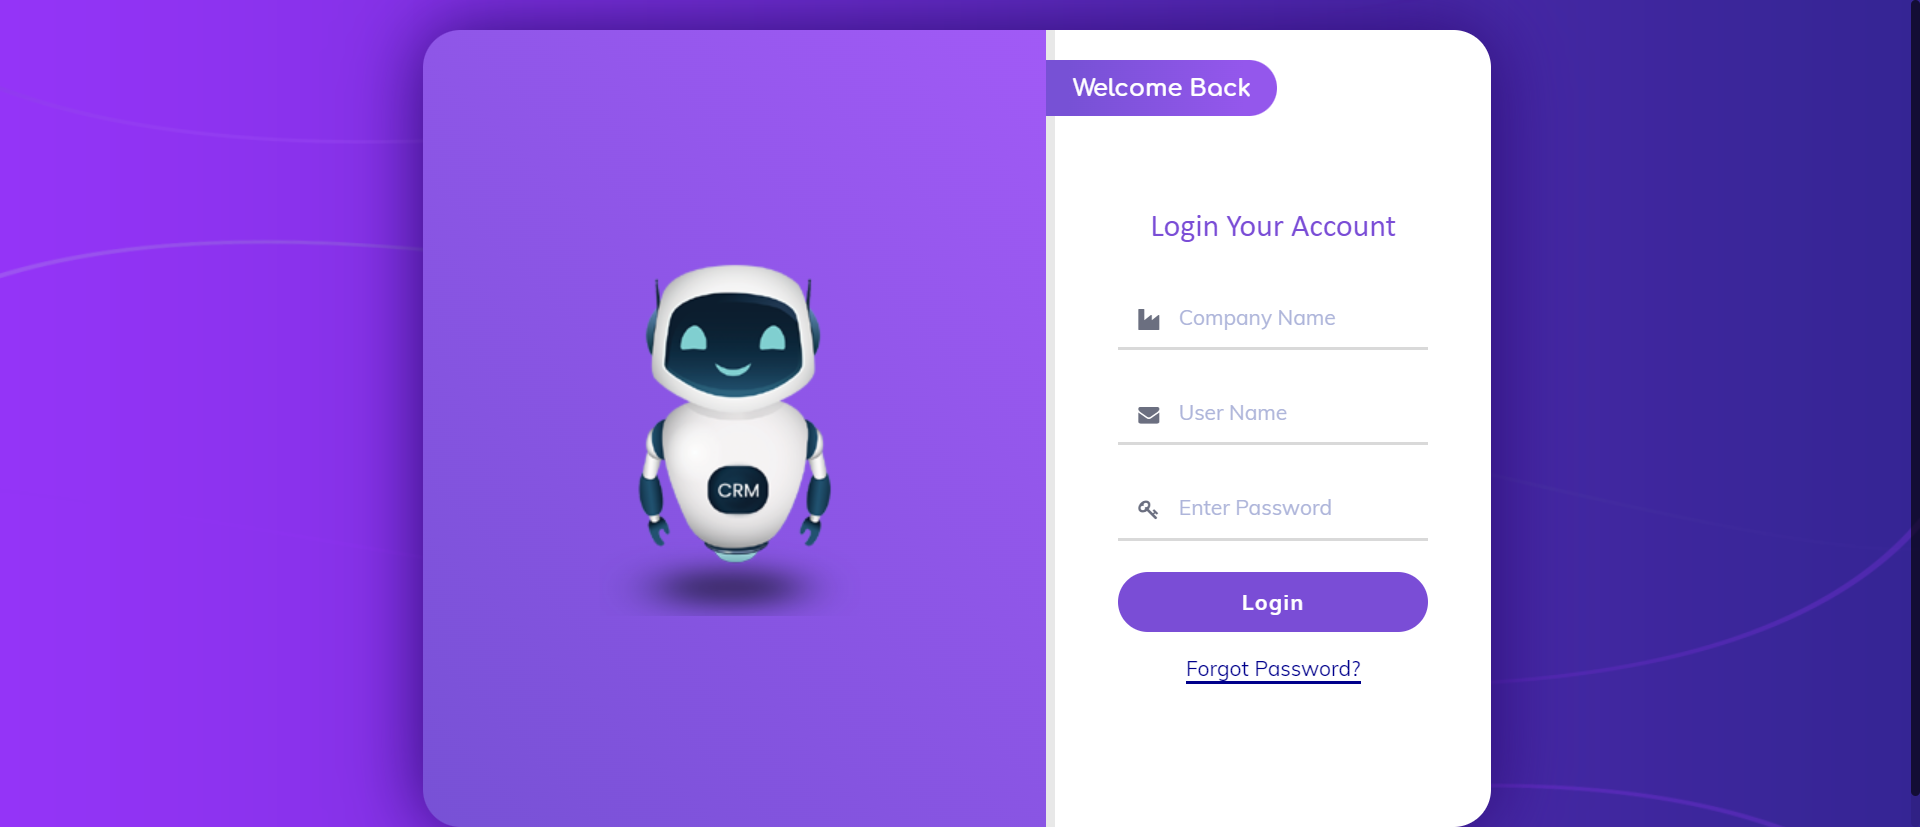 Welcome Back
Login Your Account
Company Name
User Name
Enter Password
Login
Forgot Password?
CRM